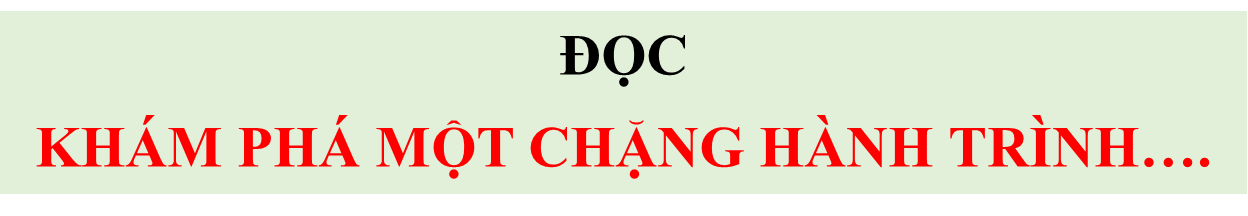 ĐỌC
KHÁM PHÁ MỘT CHẶNG HÀNH TRÌNH….